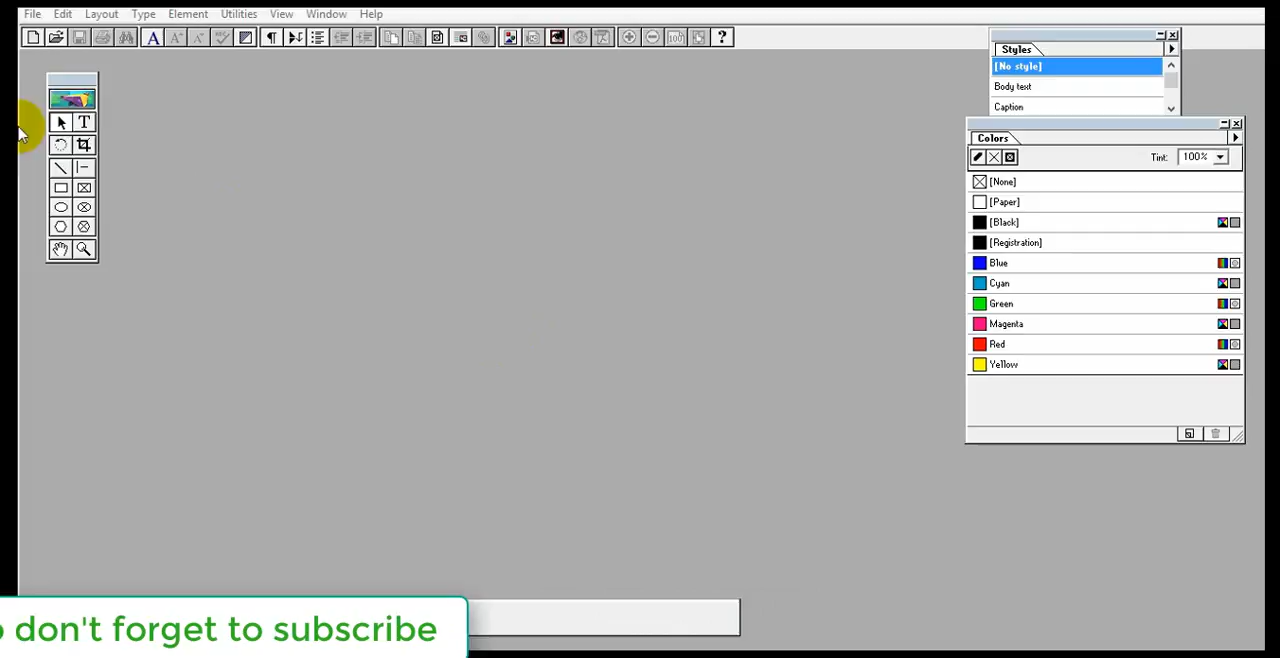 File Edit Layout Type Element Utilities View Window Help
Styles
[No style]
Body text
Caption
Colors
Tint: 100%
[None]
[Paper]
[Black]
[Registration]
Blue
Cyan
Green
Magenta
Red
Yellow
don't forget to subscribe